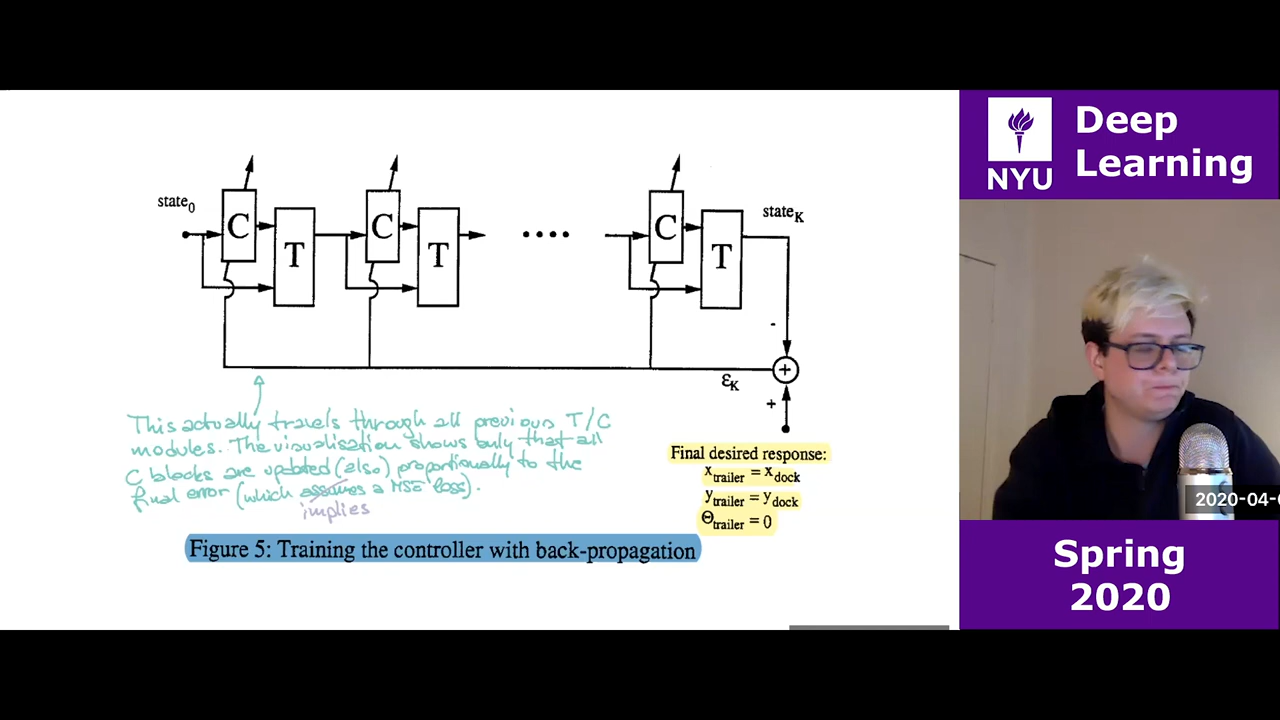 state0
C
T
C
T
....
C
T
stateK
-
+
εK
+
This actually travels through all previous T/C
modules. The visualisation shows only that all
C blocks are updated (also) proportionally to the
final error (which assumes a MSE loss).
implies
Final desired response:
xtrailer = xdock
ytrailer = ydock
Θtrailer = 0
Figure 5: Training the controller with back-propagation
NYU
Deep
Learning
2020-04-0
Spring
2020